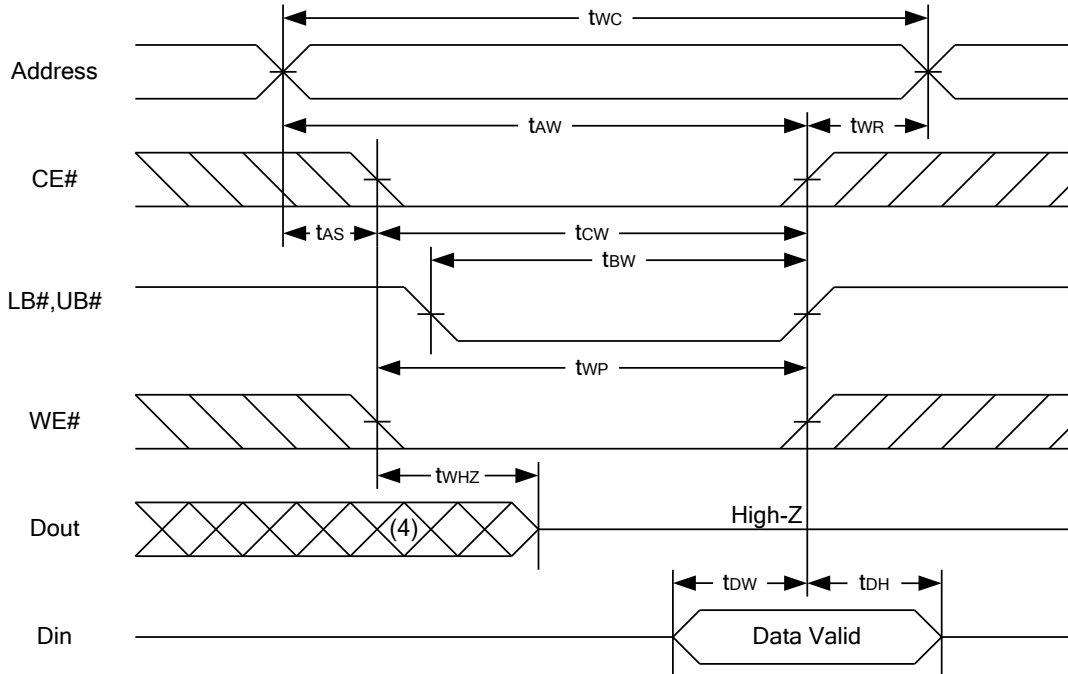 tWC
Address
tAW
tWR
CE#
tAS
tCW
tBW
LB#,UB#
tWP
WE#
tWHZ
Dout
(4)
High-Z
tDW
tDH
Din
Data Valid